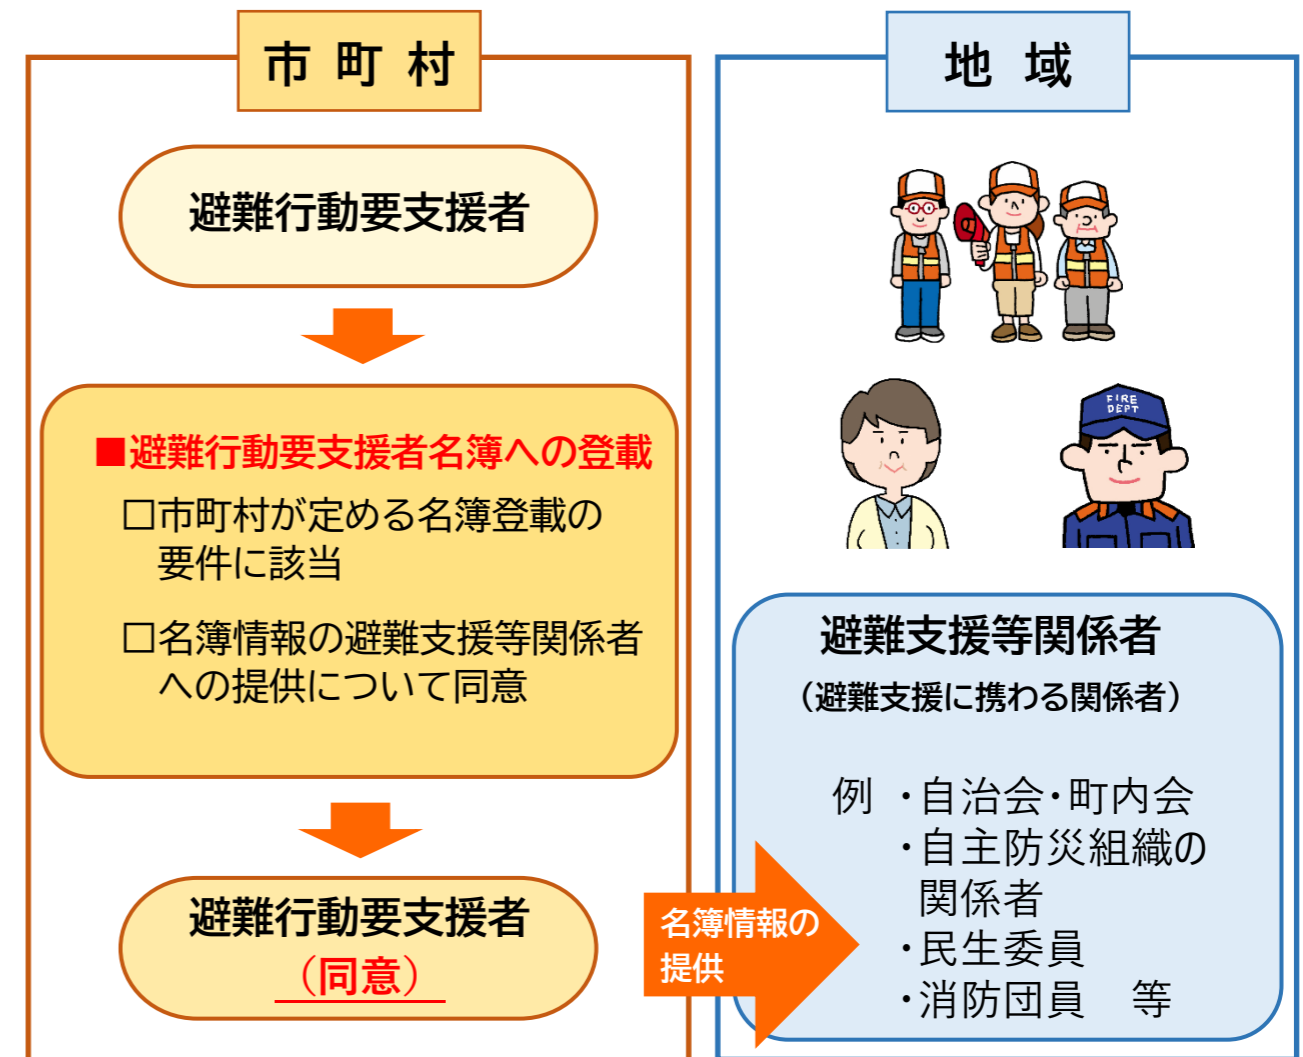 市町村
避難行動要支援者
■避難行動要支援者名簿への登載
□市町村が定める名簿登載の
要件に該当
□名簿情報の避難支援等関係者
への提供について同意
避難行動要支援者
（同意）
名簿情報の
提供
地域
FIRE
DEPT
避難支援等関係者
（避難支援に携わる関係者）
例 ・自治会・町内会
・自主防災組織の
関係者
・民生委員
・消防団員　等